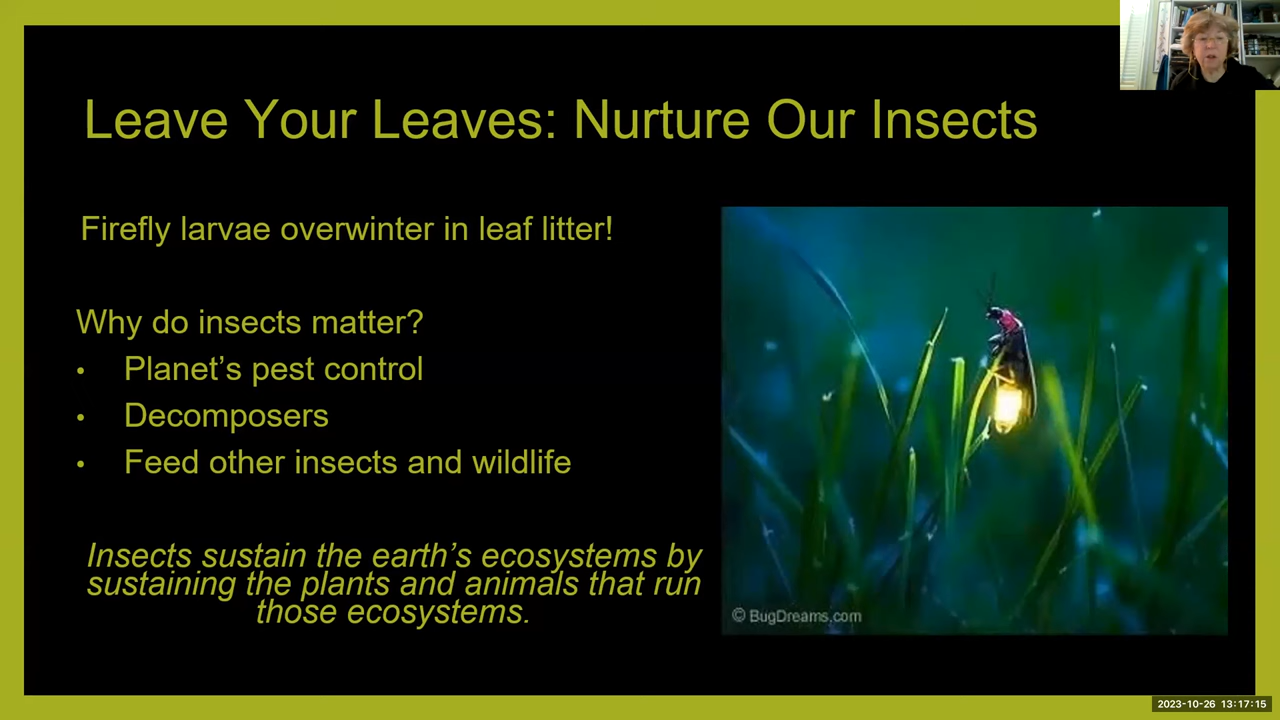 Leave Your Leaves: Nurture Our Insects
Firefly larvae overwinter in leaf litter!
Why do insects matter?
• Planet’s pest control
• Decomposers
• Feed other insects and wildlife
Insects sustain the earth’s ecosystems by
sustaining the plants and animals that run
those ecosystems.
© BugDreams.com
2023-10-26 13:17:15